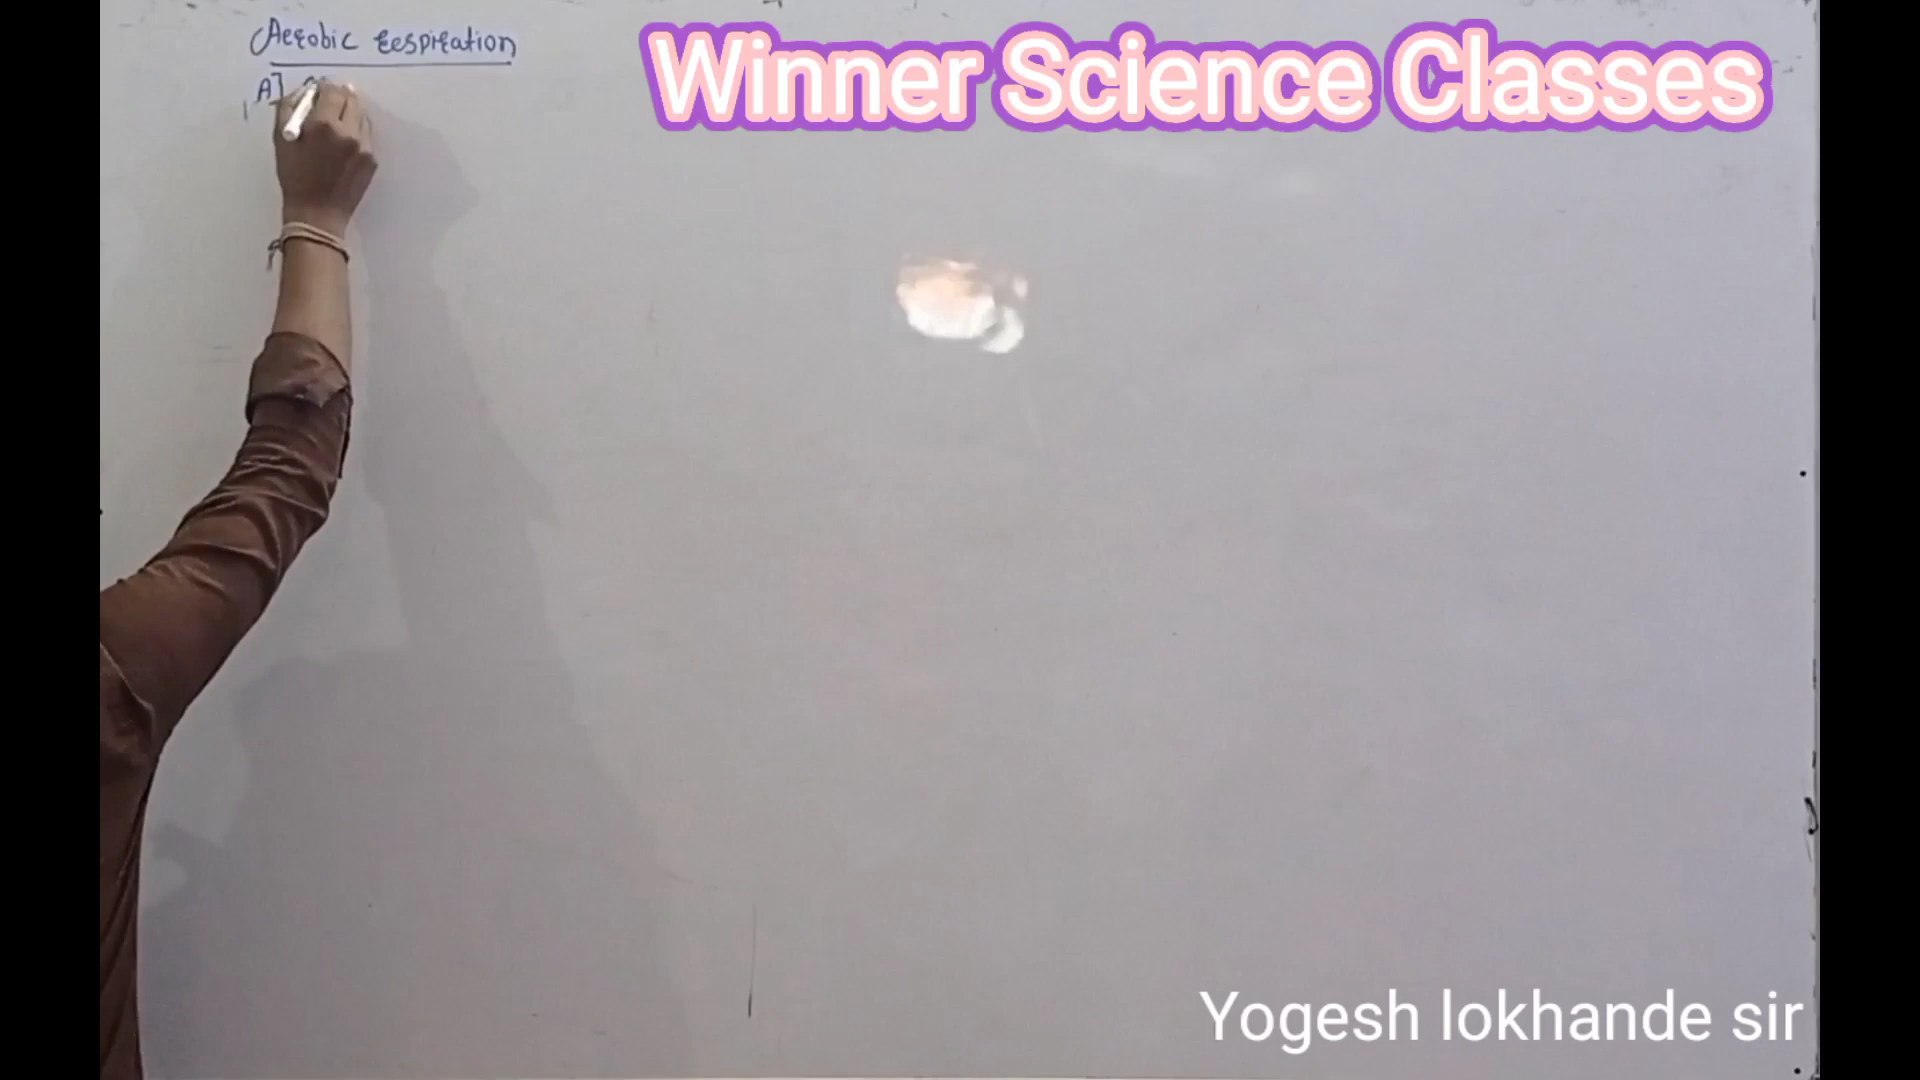 Aerobic respiration
Winner Science Classes
A]
Yogesh lokhande sir